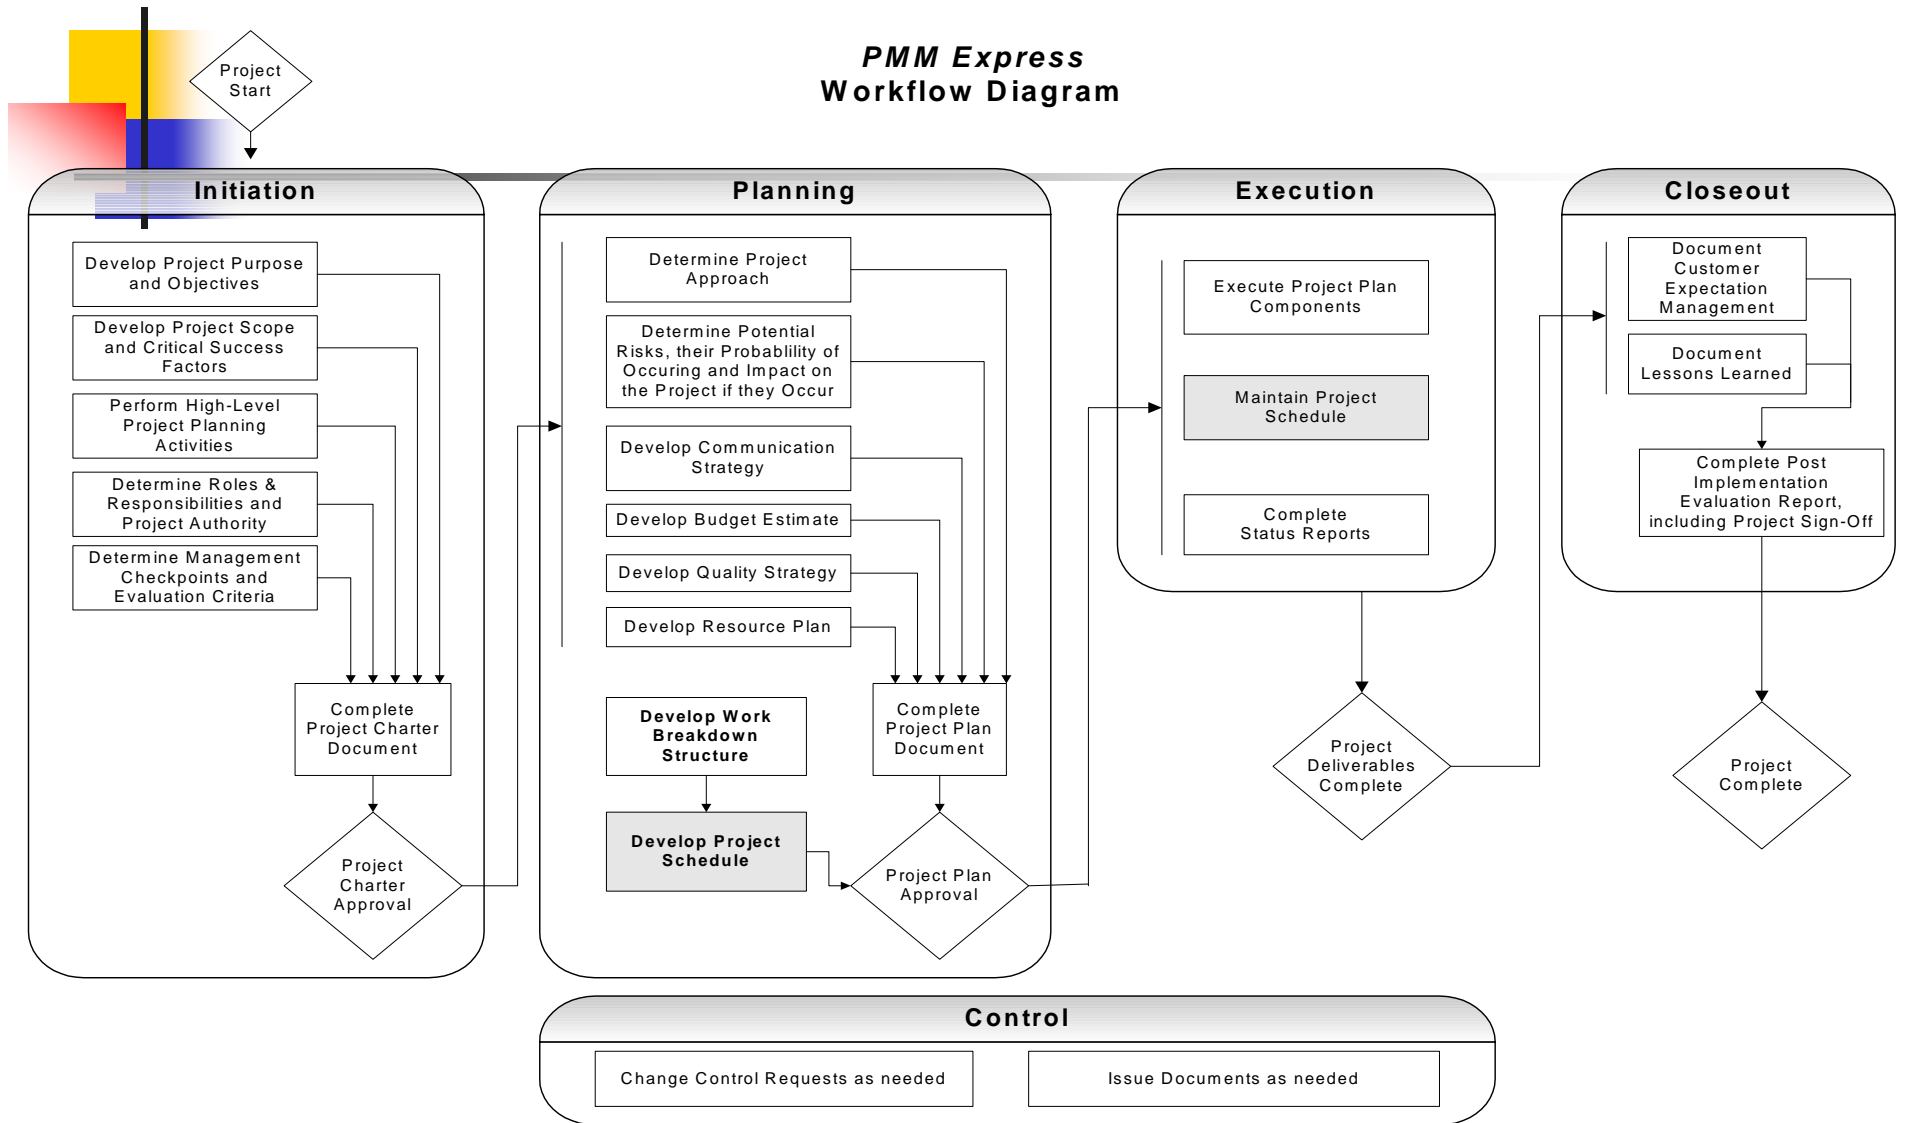 PMM Express
Workflow Diagram
Project
Start
Initiation
Develop Project Purpose
and Objectives
Develop Project Scope
and Critical Success
Factors
Perform High-Level
Project Planning
Activities
Determine Roles &
Responsibilities and
Project Authority
Determine Management
Checkpoints and
Evaluation Criteria
Complete
Project Charter
Document
Project
Charter
Approval
Planning
Determine Project
Approach
Determine Potential
Risks, their Probablility of
Occuring and Impact on
the Project if they Occur
Develop Communication
Strategy
Develop Budget Estimate
Develop Quality Strategy
Develop Resource Plan
Develop Work
Breakdown
Structure
Complete
Project Plan
Document
Develop Project
Schedule
Project Plan
Approval
Execution
Execute Project Plan
Components
Maintain Project
Schedule
Complete
Status Reports
Project
Deliverables
Complete
Closeout
Document
Customer
Expectation
Management
Document
Lessons Learned
Complete Post
Implementation
Evaluation Report,
including Project Sign-Off
Project
Complete
Control
Change Control Requests as needed
Issue Documents as needed